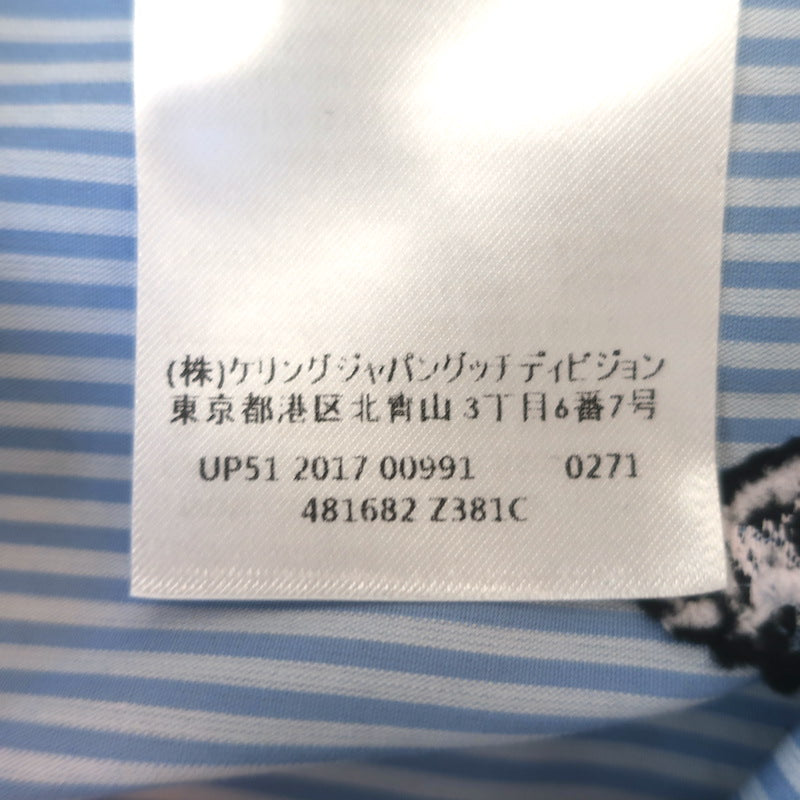 (株)ケリングジャパングッチディビジョン
東京都港区北青山3丁目6番7号
UP51 2017 00991 0271
481682 Z381C